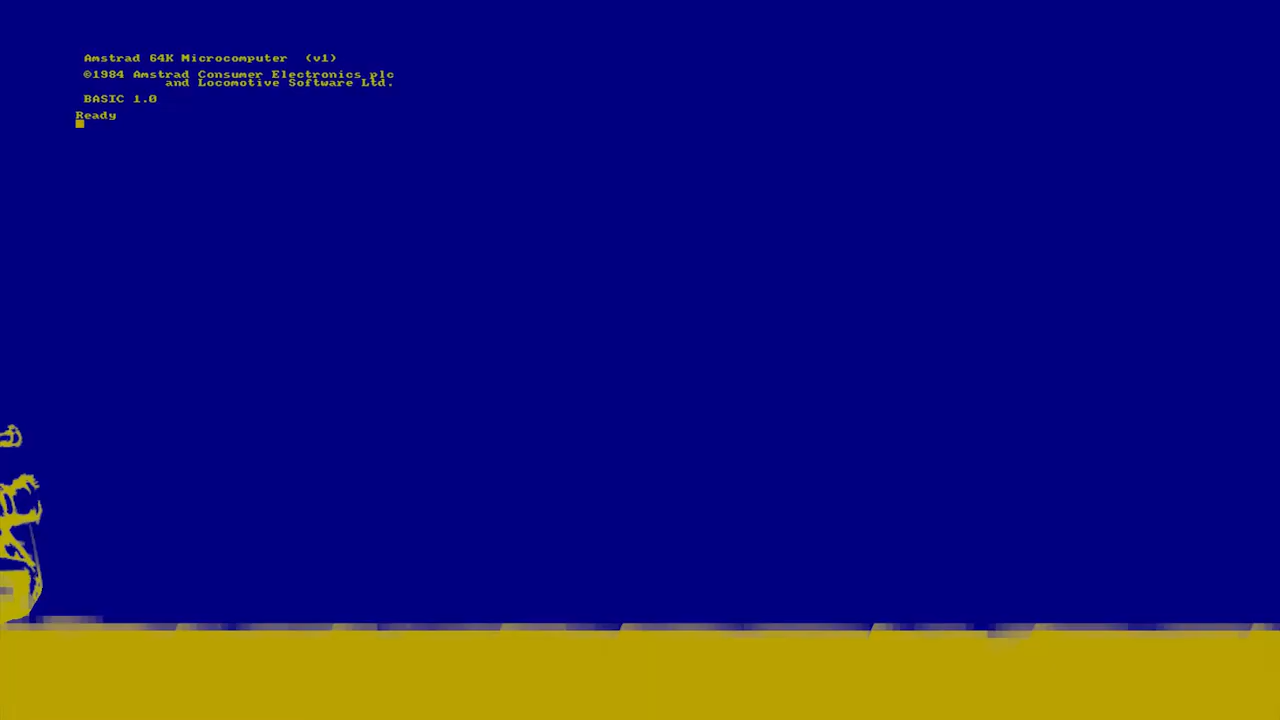 Amstrad 64K Microcomputer (v1)
©1984 Amstrad Consumer Electronics plc
and Locomotive Software Ltd.
BASIC 1.0
Ready